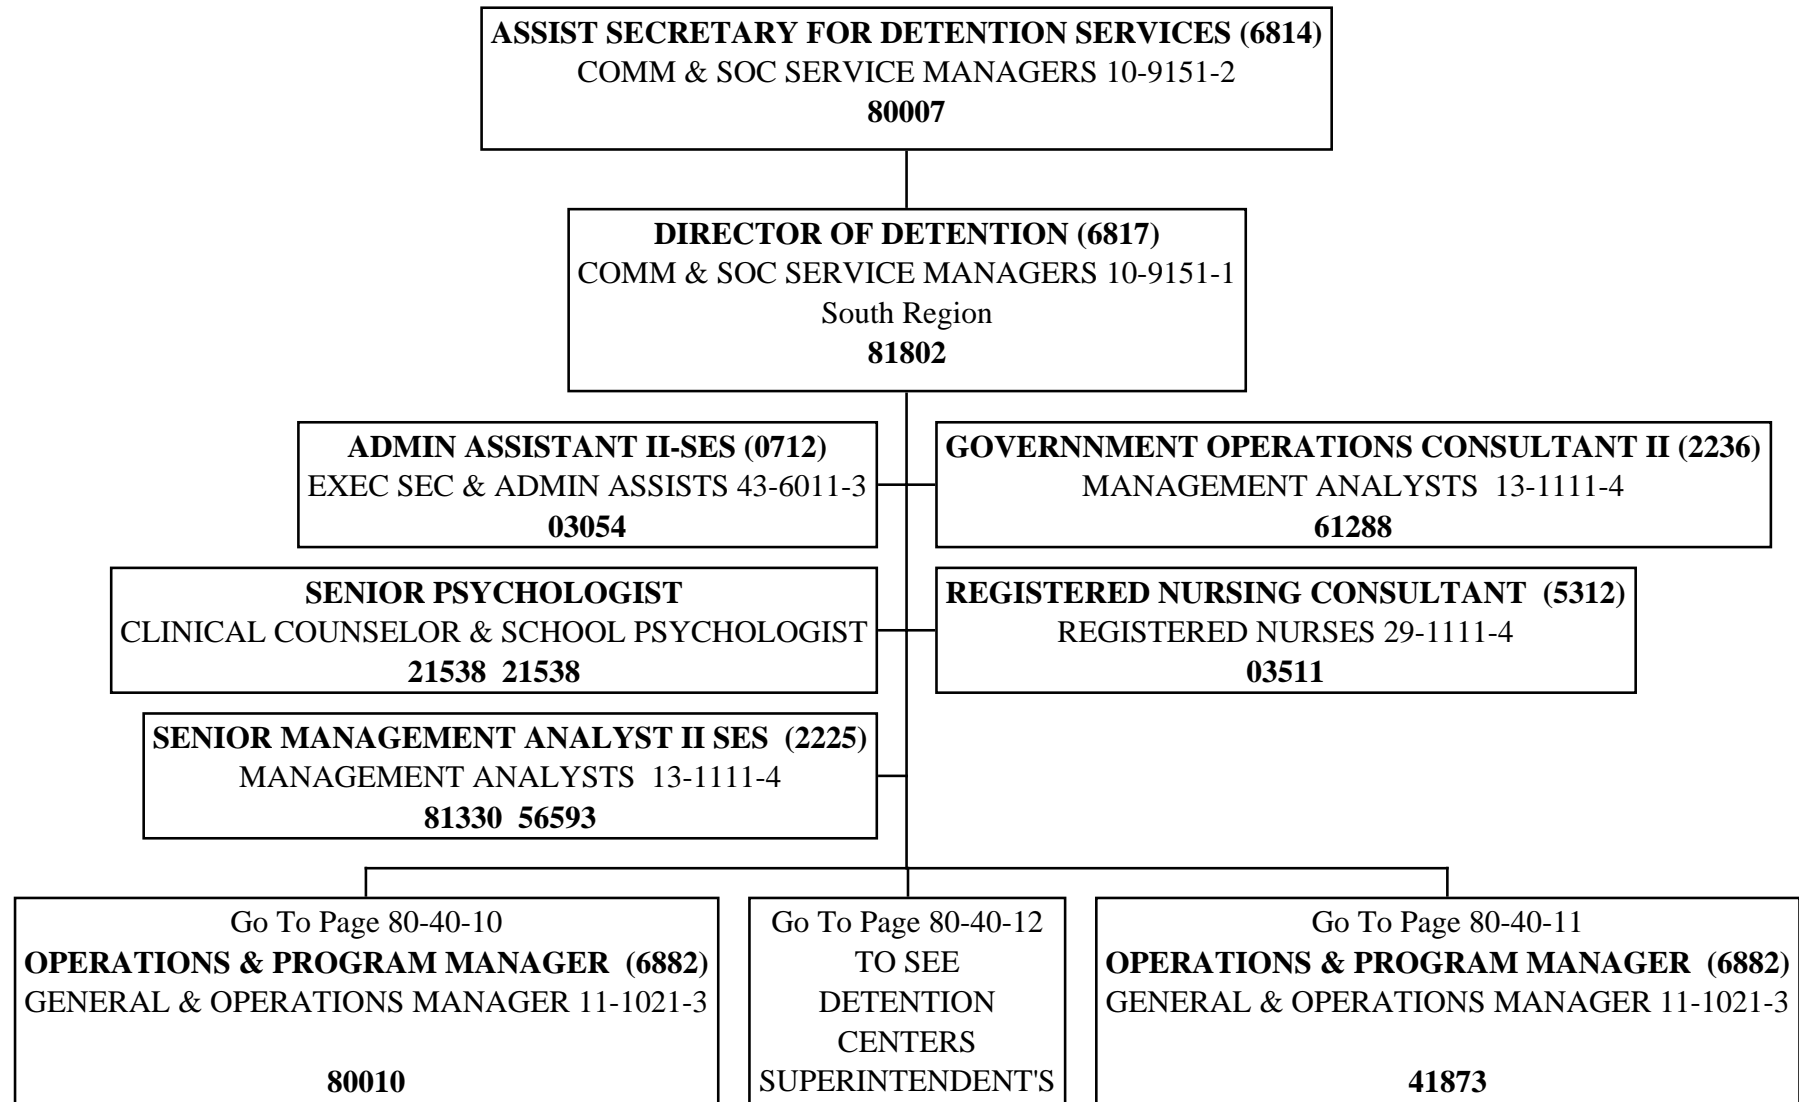 ASSIST SECRETARY FOR DETENTION SERVICES (6814)
COMM & SOC SERVICE MANAGERS 10-9151-2
80007
DIRECTOR OF DETENTION (6817)
COMM & SOC SERVICE MANAGERS 10-9151-1
South Region
81802
ADMIN ASSISTANT II-SES (0712)
EXEC SEC & ADMIN ASSISTS 43-6011-3
03054
GOVERNNMENT OPERATIONS CONSULTANT II (2236)
MANAGEMENT ANALYSTS  13-1111-4
61288
SENIOR PSYCHOLOGIST
CLINICAL COUNSELOR & SCHOOL PSYCHOLOGIST
21538  21538
REGISTERED NURSING CONSULTANT  (5312)
REGISTERED NURSES 29-1111-4
03511
SENIOR MANAGEMENT ANALYST II SES  (2225)
MANAGEMENT ANALYSTS  13-1111-4
81330  56593
Go To Page 80-40-10
OPERATIONS & PROGRAM MANAGER  (6882)
GENERAL & OPERATIONS MANAGER 11-1021-3
80010
Go To Page 80-40-12
TO SEE
DETENTION
CENTERS
SUPERINTENDENT'S
Go To Page 80-40-11
OPERATIONS & PROGRAM MANAGER  (6882)
GENERAL & OPERATIONS MANAGER 11-1021-3
41873